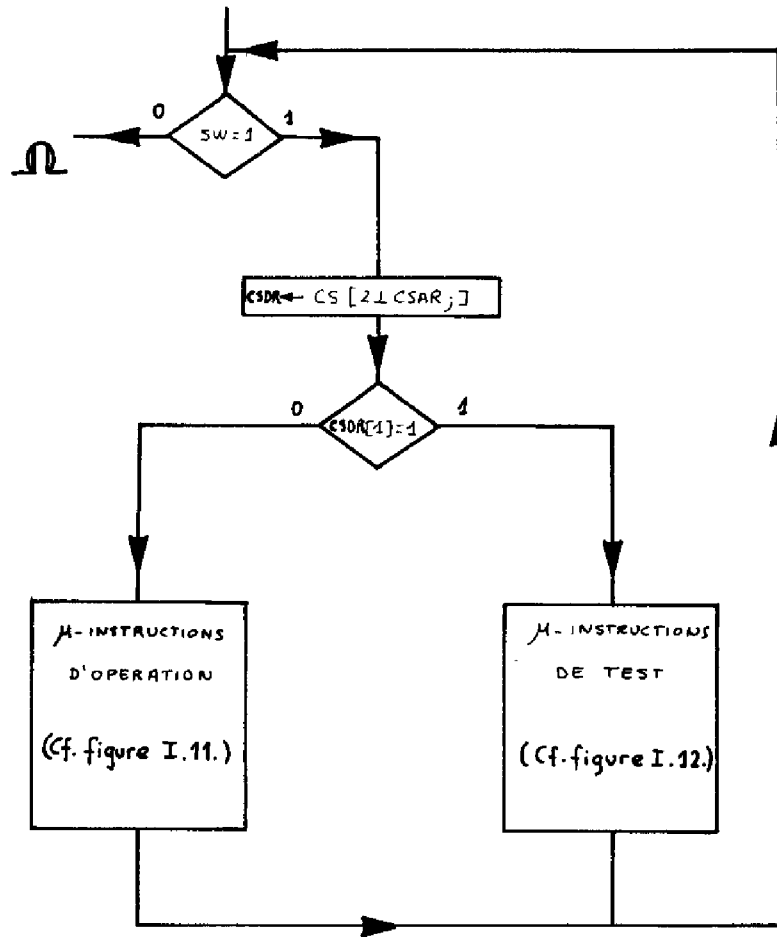 0
1
SW=1
Ω
CSDR← CS [2⊥CSAR;]
0
1
CSDR[1]=1
μ-INSTRUCTIONS
D'OPERATION
(Cf. figure I.11.)
μ-INSTRUCTIONS
DE TEST
(Cf. figure I.12.)